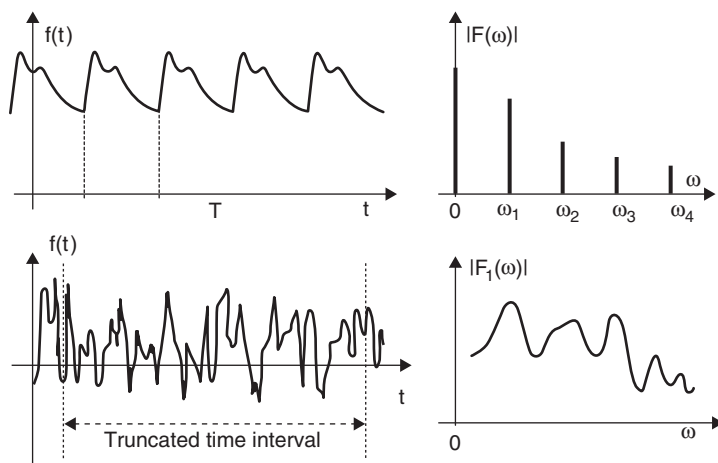 f(t)
T
t
|F(ω)|
0
ω1
ω2
ω3
ω4
ω
f(t)
t
Truncated time interval
|F1(ω)|
0
ω